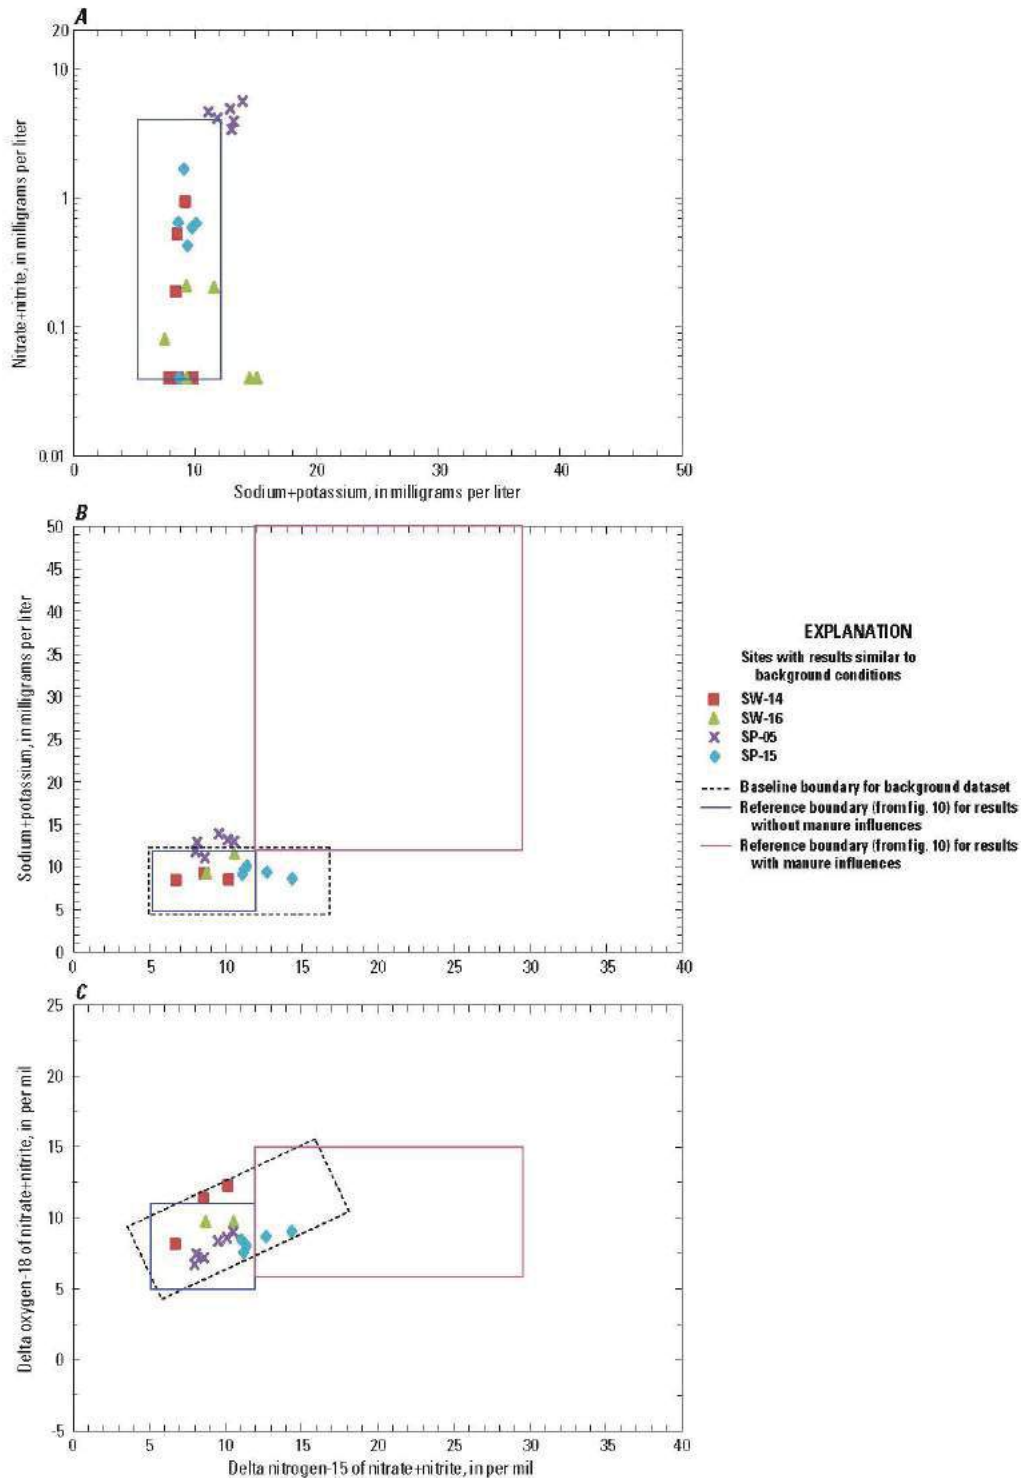 A
20
10
1
0.1
0.01
Nitrate+nitrite, in milligrams per liter
0 10 20 30 40 50
Sodium+potassium, in milligrams per liter
B
50
45
40
35
30
25
20
15
10
5
0
Sodium+potassium, in milligrams per liter
0 5 10 15 20 25 30 35 40
EXPLANATION
Sites with results similar to
background conditions
SW-14
SW-16
SP-05
SP-15
Baseline boundary for background dataset
Reference boundary (from fig. 10) for results
without manure influences
Reference boundary (from fig. 10) for results
with manure influences
C
25
20
15
10
5
0
-5
Delta oxygen-18 of nitrate+nitrite, in per mil
0 5 10 15 20 25 30 35 40
Delta nitrogen-15 of nitrate+nitrite, in per mil